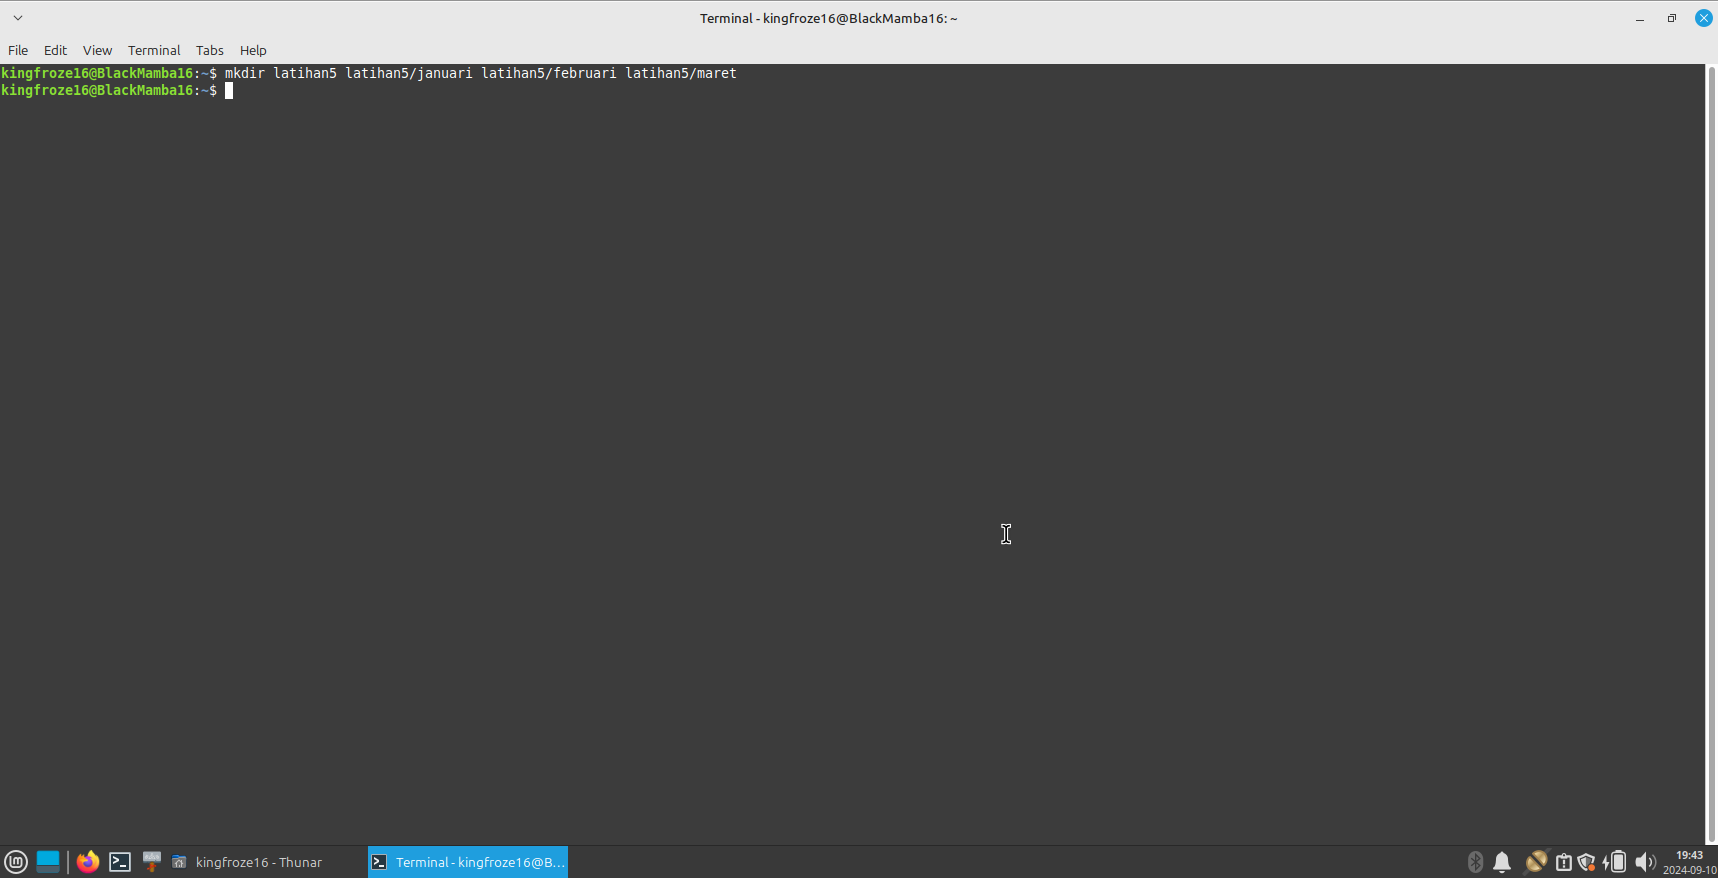 Terminal - kingfroze16@BlackMamba16: ~
File Edit View Terminal Tabs Help
kingfroze16@BlackMamba16:~$ mkdir latihan5 latihan5/januari latihan5/februari latihan5/maret
kingfroze16@BlackMamba16:~$
kingfroze16 - Thunar
Terminal - kingfroze16@B...
19:43
2024-09-10